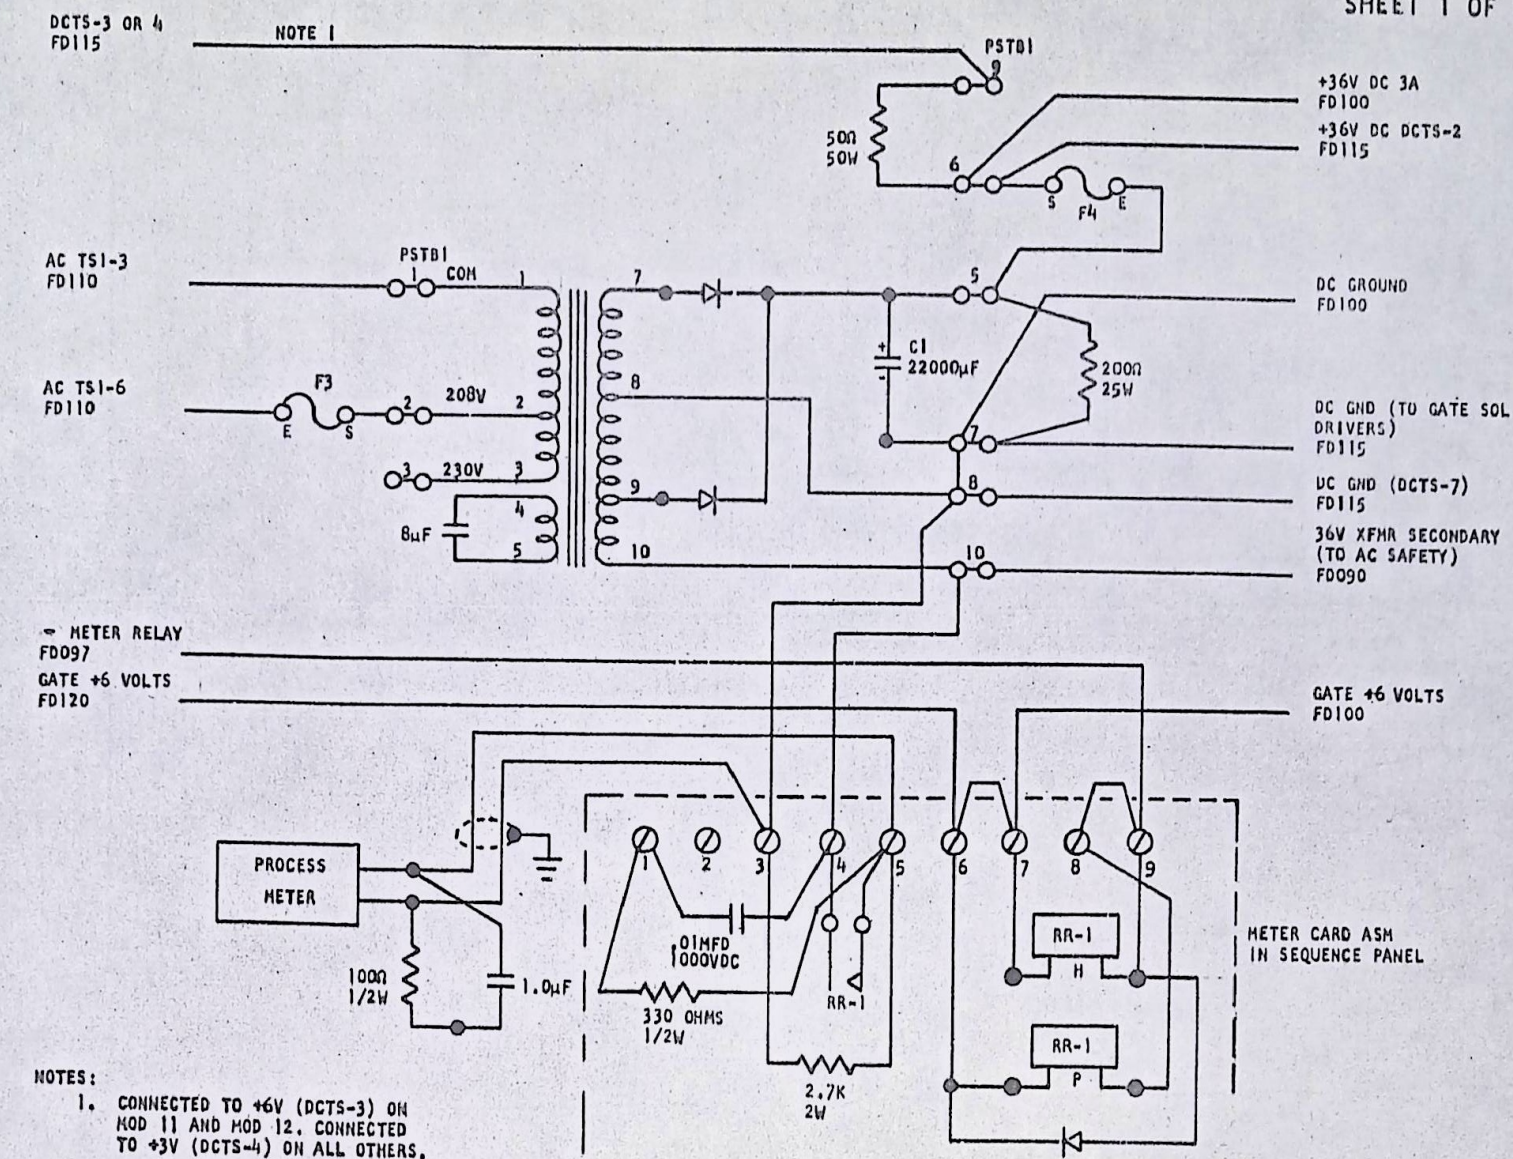 SHEET 1 OF
DCTS-3 OR 4
FD115
NOTE 1
PSTB1
9
+36V DC 3A
FD100
+36V DC DCTS-2
FD115
50Ω
50W
6
S
F4
E
AC TS1-3
FD110
PSTB1
1
COM
1
7
5
DC GROUND
FD100
+
C1
22000µF
-
200Ω
25W
AC TS1-6
FD110
F3
E
S
2
208V
2
8
DC GND (TO GATE SOL
DRIVERS)
FD115
7
3
230V
3
9
8
DC GND (DCTS-7)
FD115
8µF
4
5
10
10
36V XFMR SECONDARY
(TO AC SAFETY)
FD090
- METER RELAY
FD097
GATE +6 VOLTS
FD120
GATE +6 VOLTS
FD100
PROCESS
METER
1
2
3
4
5
6
7
8
9
.01MFD
1000VDC
RR-1
RR-1
H
METER CARD ASM
IN SEQUENCE PANEL
100Ω
1/2W
1.0µF
330 OHMS
1/2W
RR-1
P
2.7K
2W
NOTES:
1. CONNECTED TO +6V (DCTS-3) ON
MOD 11 AND MOD 12. CONNECTED
TO +3V (DCTS-4) ON ALL OTHERS.